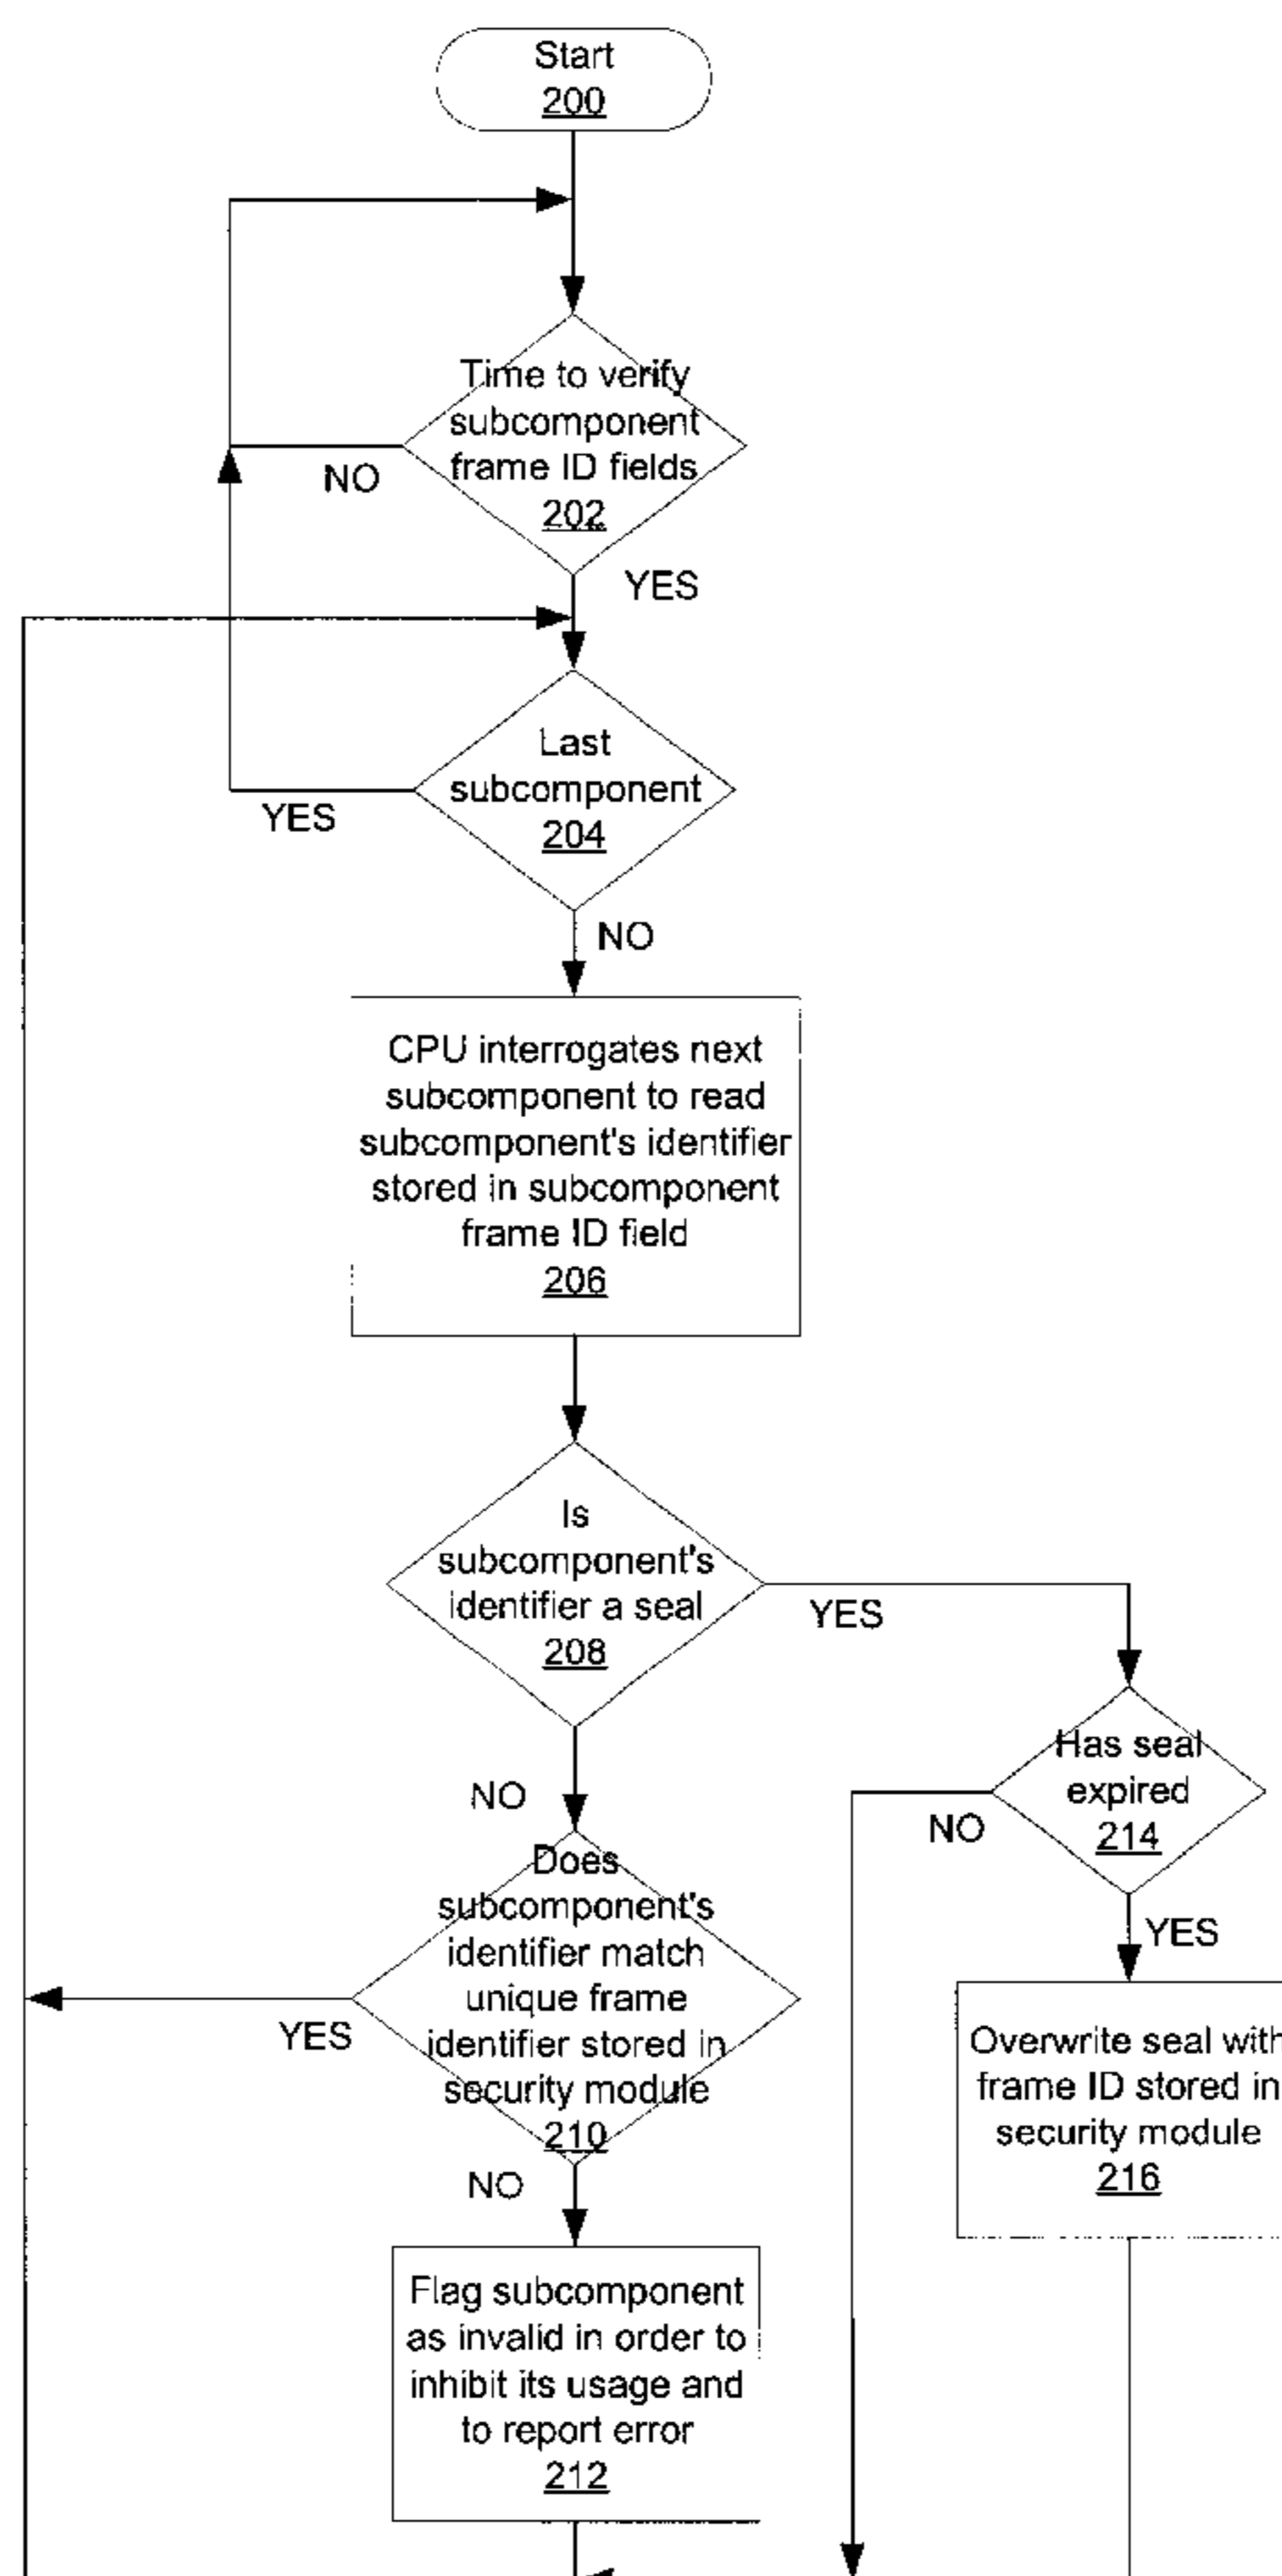 Start
200
Time to verify
subcomponent
frame ID fields
202
NO
YES
Last
subcomponent
204
YES
NO
CPU interrogates next
subcomponent to read
subcomponent's identifier
stored in subcomponent
frame ID field
206
Is
subcomponent's
identifier a seal
208
YES
NO
Has seal
expired
214
NO
YES
Does
subcomponent's
identifier match
unique frame
identifier stored in
security module
210
YES
NO
Overwrite seal with
frame ID stored in
security module
216
Flag subcomponent
as invalid in order to
inhibit its usage and
to report error
212